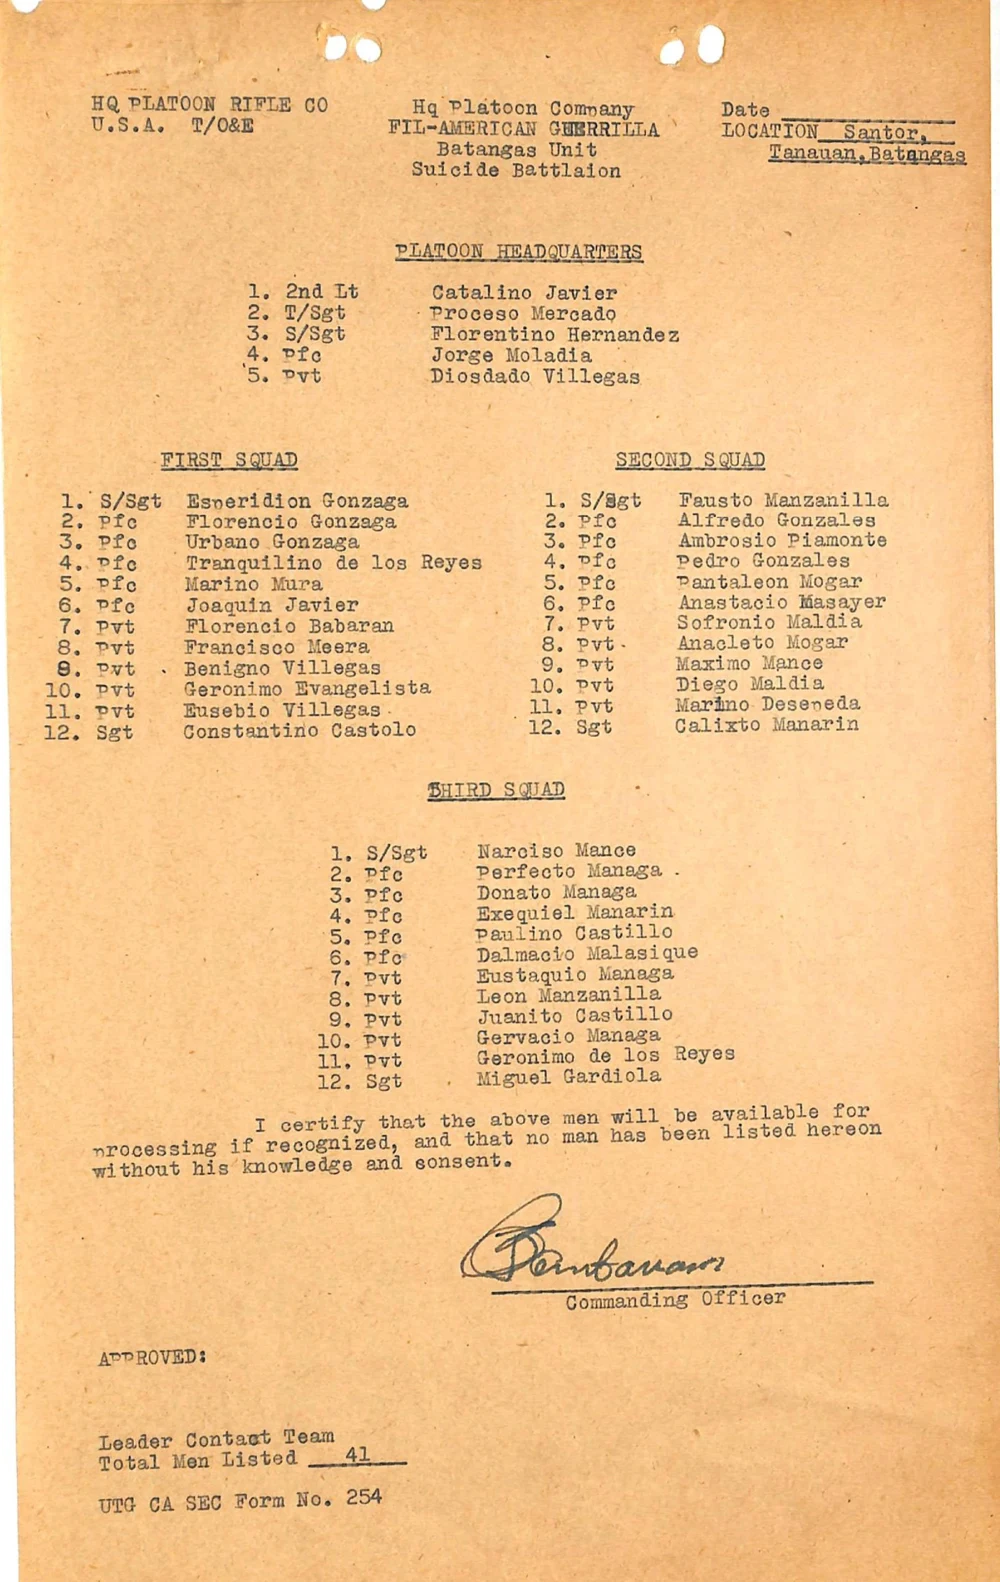 HQ PLATOON RIFLE CO
U.S.A. T/O&E
Hq Platoon Company
FIL-AMERICAN GUERRILLA
Batangas Unit
Suicide Battlaion
Date
LOCATION Santor,
Tanauan, Batangas
PLATOON HEADQUARTERS
1. 2nd Lt Catalino Javier
2. T/Sgt Proceso Mercado
3. S/Sgt Florentino Hernandez
4. Pfc Jorge Moladia
5. Pvt Diosdado Villegas
FIRST SQUAD
1. S/Sgt Esperidion Gonzaga
2. Pfc Florencio Gonzaga
3. Pfc Urbano Gonzaga
4. Pfc Tranquilino de los Reyes
5. Pfc Marino Mura
6. Pfc Joaquin Javier
7. Pvt Florencio Babaran
8. Pvt Francisco Meera
9. Pvt Benigno Villegas
10. Pvt Geronimo Evangelista
11. Pvt Eusebio Villegas
12. Sgt Constantino Castolo
SECOND SQUAD
1. S/Sgt Fausto Manzanilla
2. Pfc Alfredo Gonzales
3. Pfc Ambrosio Piamonte
4. Pfc Pedro Gonzales
5. Pfc Pantaleon Mogar
6. Pfc Anastacio Masayer
7. Pvt Sofronio Maldia
8. Pvt Anacleto Mogar
9. Pvt Maximo Mance
10. Pvt Diego Maldia
11. Pvt Marino Deseneda
12. Sgt Calixto Manarin
THIRD SQUAD
1. S/Sgt Narciso Mance
2. Pfc Perfecto Managa
3. Pfc Donato Managa
4. Pfc Exequiel Manarin
5. Pfc Paulino Castillo
6. Pfc Dalmacio Malasique
7. Pvt Eustaquio Managa
8. Pvt Leon Manzanilla
9. Pvt Juanito Castillo
10. Pvt Gervacio Managa
11. Pvt Geronimo de los Reyes
12. Sgt Miguel Gardiola
I certify that the above men will be available for
processing if recognized, and that no man has been listed hereon
without his knowledge and consent.
Commanding Officer
APPROVED:
Leader Contact Team
Total Men Listed 41
UTG CA SEC Form No. 254